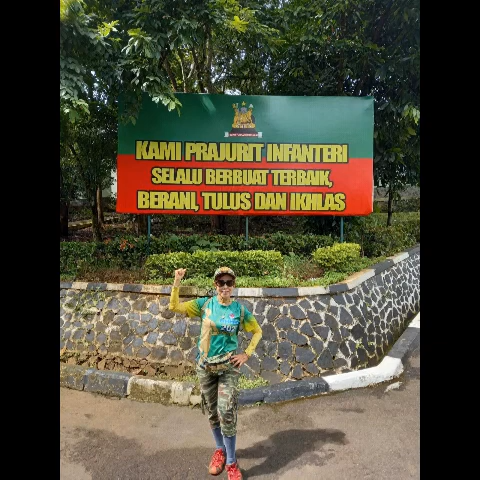 KAMI PRAJURIT INFANTERI
SELALU BERBUAT TERBAIK,
BERANI, TULUS DAN IKHLAS